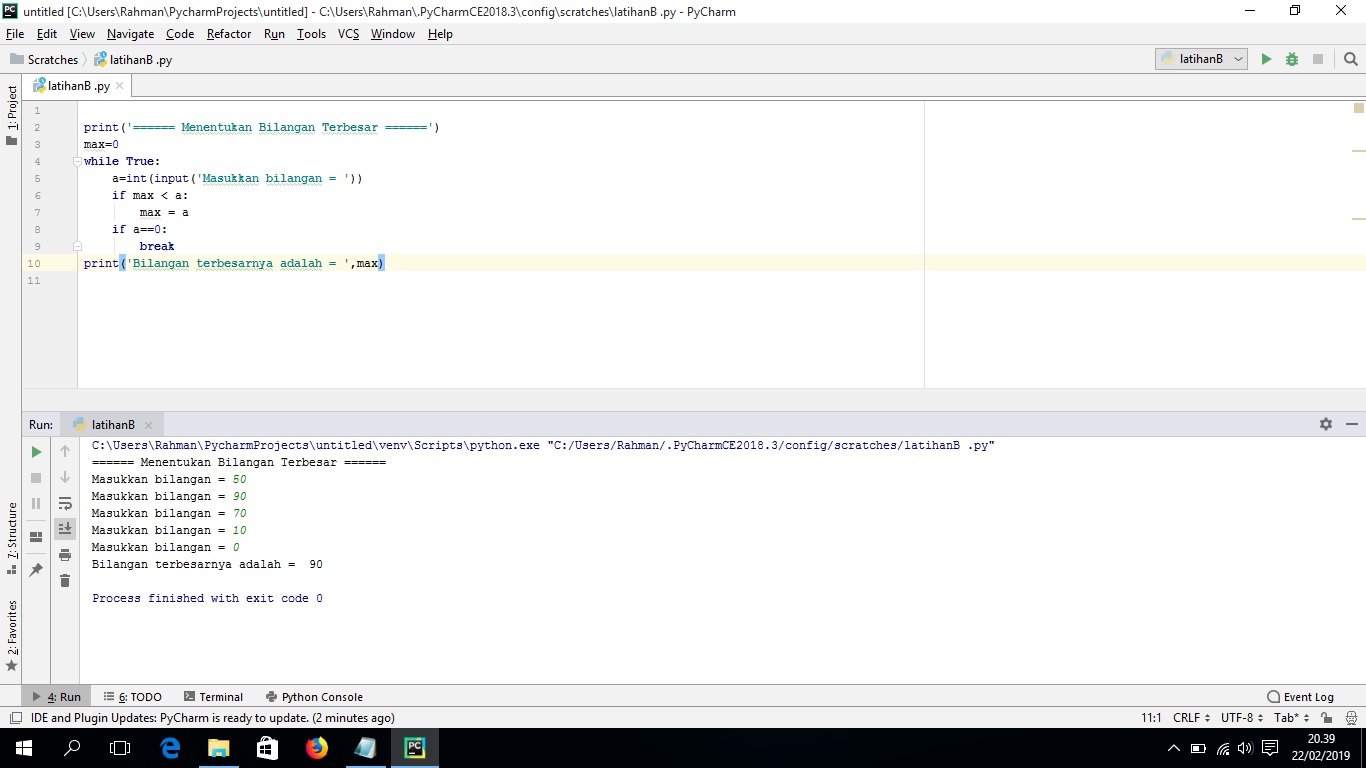 untitled [C:\Users\Rahman\PycharmProjects\untitled] - C:\Users\Rahman\.PyCharmCE2018.3\config\scratches\latihanB .py - PyCharm
File Edit View Navigate Code Refactor Run Tools VCS Window Help
Scratches latihanB .py latihanB
latihanB .py
1: Project
1
2 print('====== Menentukan Bilangan Terbesar ======')
3 max=0
4 while True:
5     a=int(input('Masukkan bilangan = '))
6     if max < a:
7         max = a
8     if a==0:
9         break
10 print('Bilangan terbesarnya adalah = ',max)
11
Run: latihanB
C:\Users\Rahman\PycharmProjects\untitled\venv\Scripts\python.exe "C:/Users/Rahman/.PyCharmCE2018.3/config/scratches/latihanB .py"
====== Menentukan Bilangan Terbesar ======
Masukkan bilangan = 50
Masukkan bilangan = 90
Masukkan bilangan = 70
Masukkan bilangan = 10
Masukkan bilangan = 0
Bilangan terbesarnya adalah =  90
Process finished with exit code 0
7: Structure
2: Favorites
4: Run 6: TODO Terminal Python Console Event Log
IDE and Plugin Updates: PyCharm is ready to update. (2 minutes ago) 11:1 CRLF UTF-8 Tab*
PC
20.39
22/02/2019